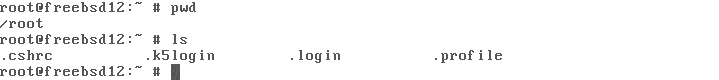 root@freebsd12:~ # pwd
/root
root@freebsd12:~ # ls
.cshrc .k5login .login .profile
root@freebsd12:~ #